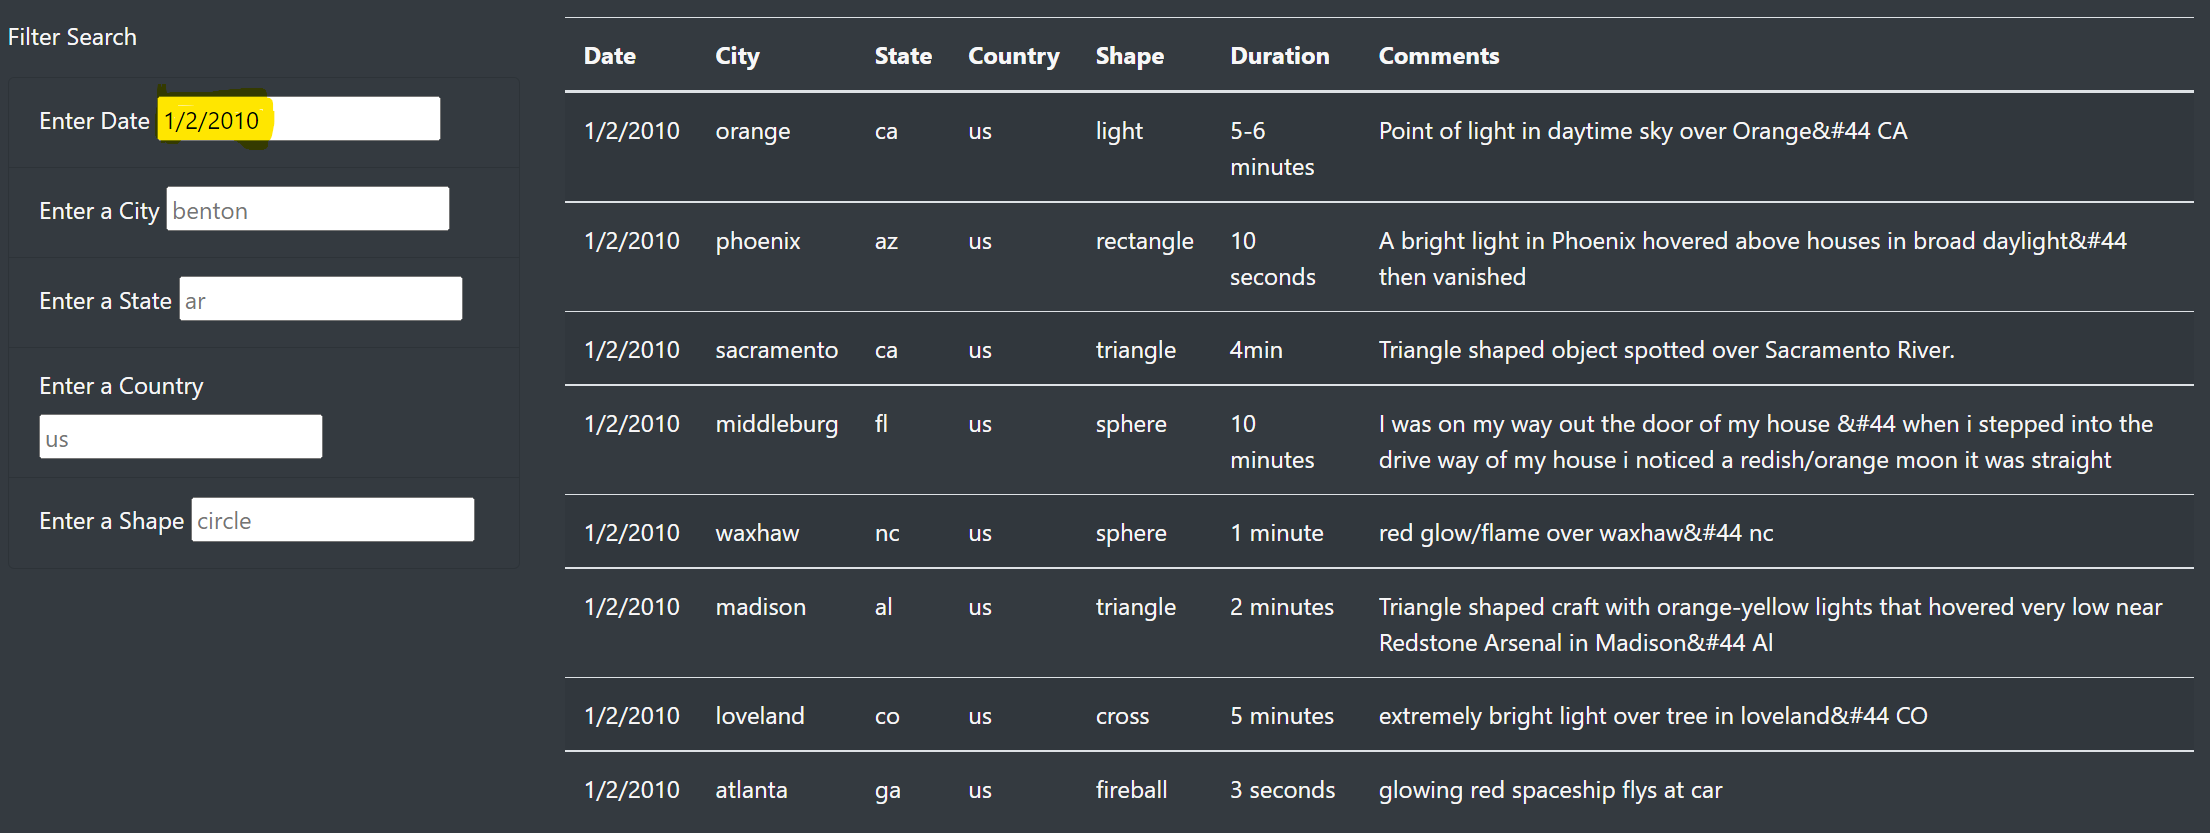 Filter Search
Enter Date 1/2/2010
Enter a City benton
Enter a State ar
Enter a Country
us
Enter a Shape circle
Date City State Country Shape Duration Comments
1/2/2010 orange ca us light 5-6 Point of light in daytime sky over Orange&#44 CA
minutes
1/2/2010 phoenix az us rectangle 10 A bright light in Phoenix hovered above houses in broad daylight&#44
seconds then vanished
1/2/2010 sacramento ca us triangle 4min Triangle shaped object spotted over Sacramento River.
1/2/2010 middleburg fl us sphere 10 I was on my way out the door of my house &#44 when i stepped into the
minutes drive way of my house i noticed a redish/orange moon it was straight
1/2/2010 waxhaw nc us sphere 1 minute red glow/flame over waxhaw&#44 nc
1/2/2010 madison al us triangle 2 minutes Triangle shaped craft with orange-yellow lights that hovered very low near
Redstone Arsenal in Madison&#44 Al
1/2/2010 loveland co us cross 5 minutes extremely bright light over tree in loveland&#44 CO
1/2/2010 atlanta ga us fireball 3 seconds glowing red spaceship flys at car